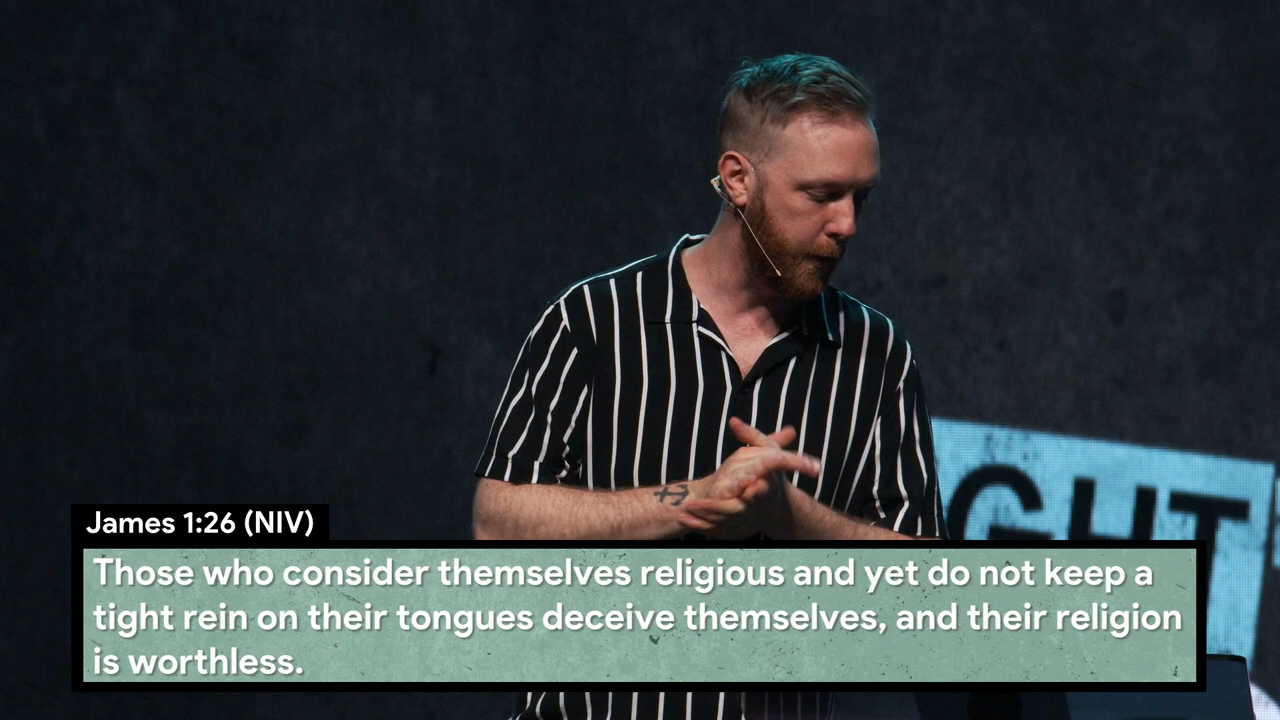 GHT
James 1:26 (NIV)
Those who consider themselves religious and yet do not keep a
tight rein on their tongues deceive themselves, and their religion
is worthless.